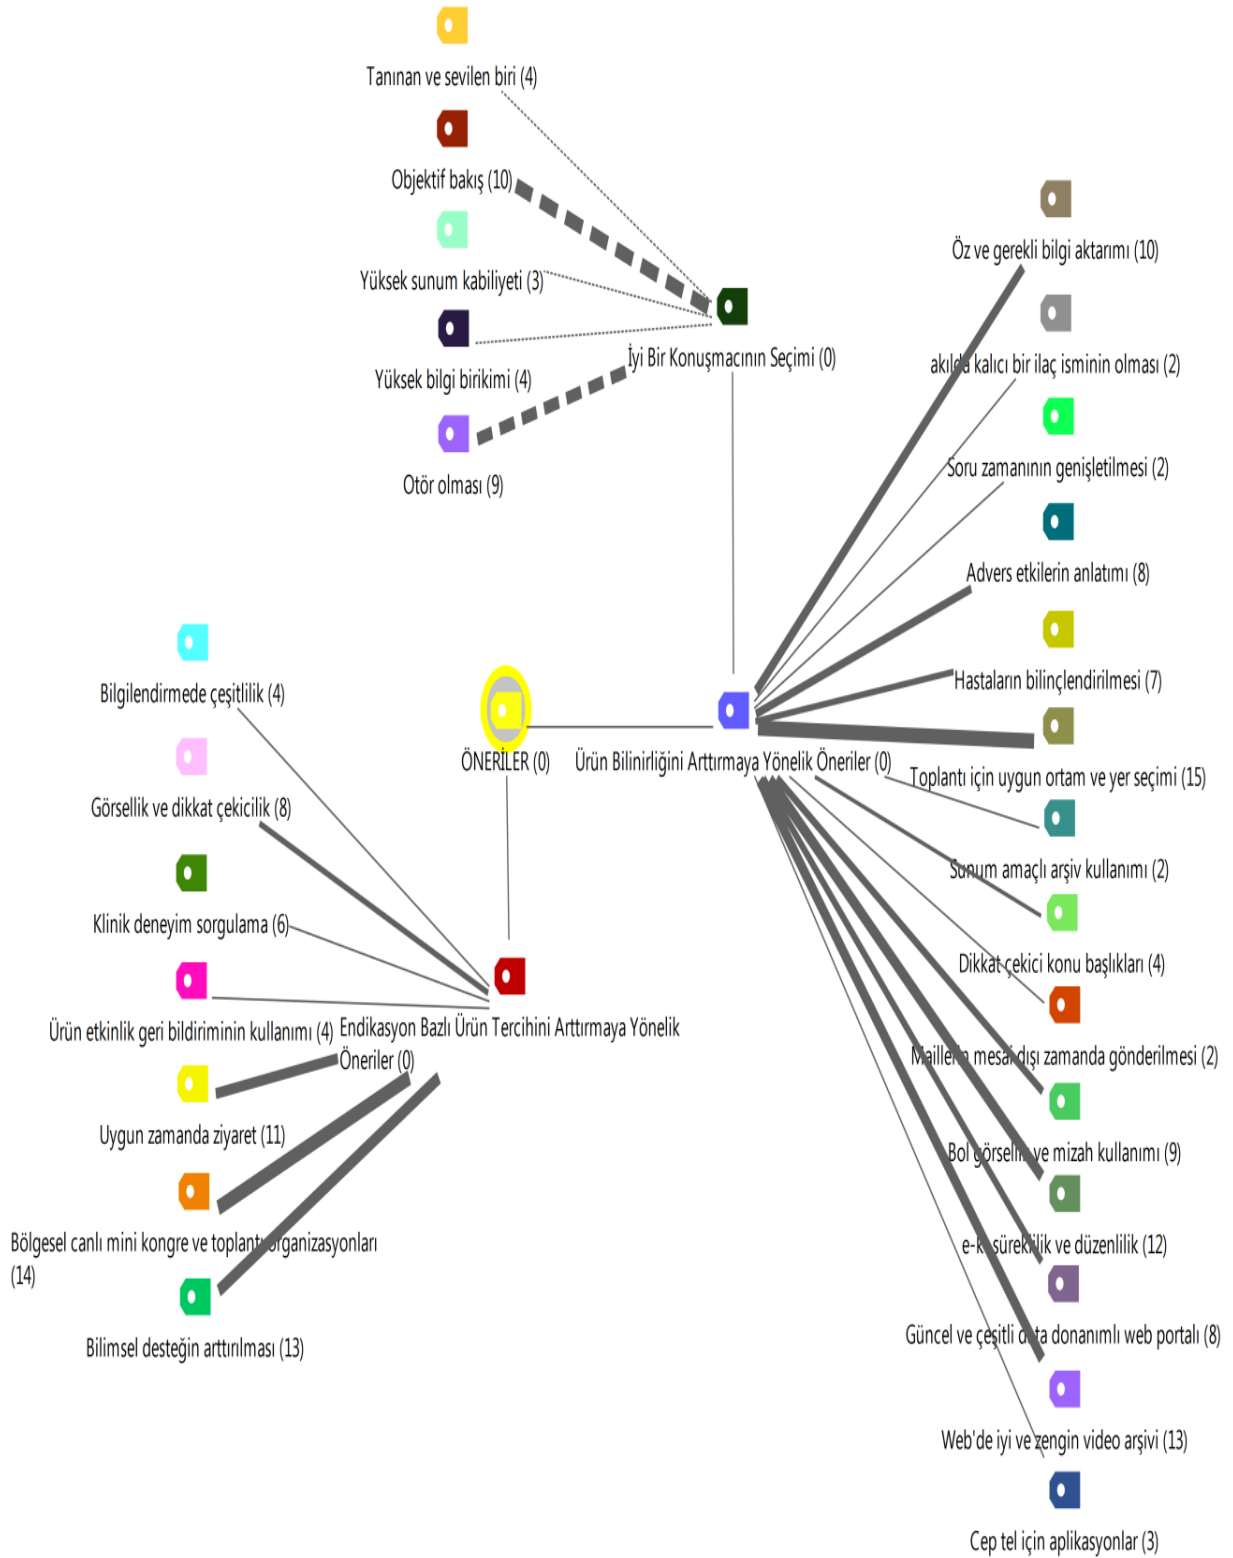 Tanınan ve sevilen biri (4)
Objektif bakış (10)
Yüksek sunum kabiliyeti (3)
Yüksek bilgi birikimi (4)
Otör olması (9)
İyi Bir Konuşmacının Seçimi (0)
Öz ve gerekli bilgi aktarımı (10)
akılda kalıcı bir ilaç isminin olması (2)
Soru zamanının genişletilmesi (2)
Advers etkilerin anlatımı (8)
Hastaların bilinçlendirilmesi (7)
Toplantı için uygun ortam ve yer seçimi (15)
Sunum amaçlı arşiv kullanımı (2)
Dikkat çekici konu başlıkları (4)
Maillerin mesai dışı zamanda gönderilmesi (2)
Bol görsellik ve mizah kullanımı (9)
süreklilik ve düzenlilik (12)
Güncel ve çeşitli data donanımlı web portalı (8)
Web'de iyi ve zengin video arşivi (13)
Cep tel için aplikasyonlar (3)
ÖNERİLER (0)
Ürün Bilinirliğini Arttırmaya Yönelik Öneriler (0)
Bilgilendirmede çeşitlilik (4)
Görsellik ve dikkat çekicilik (8)
Klinik deneyim sorgulama (6)
Ürün etkinlik geri bildiriminin kullanımı (4)
Uygun zamanda ziyaret (11)
Bölgesel canlı mini kongre ve toplantı organizasyonları
(14)
Bilimsel desteğin arttırılması (13)
Endikasyon Bazlı Ürün Tercihini Arttırmaya Yönelik
Öneriler (0)